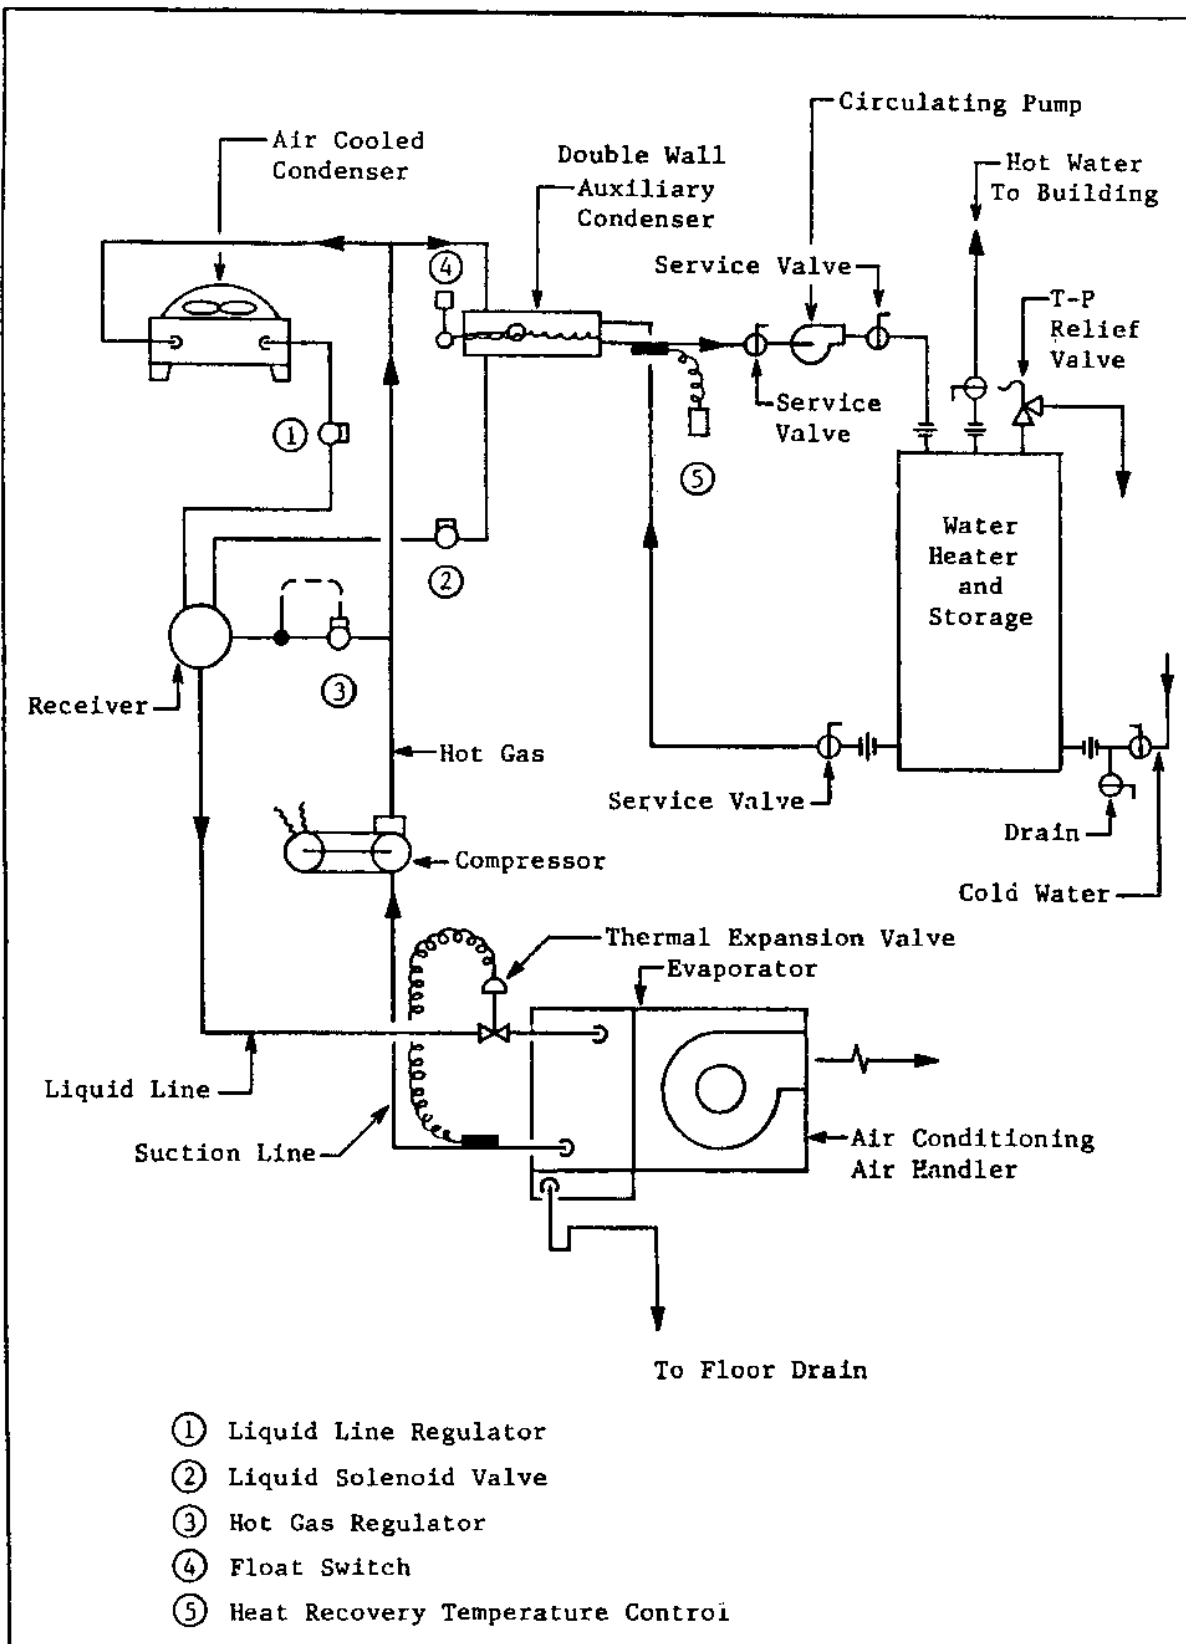 Circulating Pump
Air Cooled
Condenser
Double Wall
Auxiliary
Condenser
Hot Water
To Building
Service Valve
T-P
Relief
Valve
Service
Valve
Water
Heater
and
Storage
Receiver
Hot Gas
Service Valve
Drain
Compressor
Cold Water
Thermal Expansion Valve
Evaporator
Liquid Line
Suction Line
Air Conditioning
Air Handler
To Floor Drain
1 Liquid Line Regulator
2 Liquid Solenoid Valve
3 Hot Gas Regulator
4 Float Switch
5 Heat Recovery Temperature Control
4
1
5
2
3